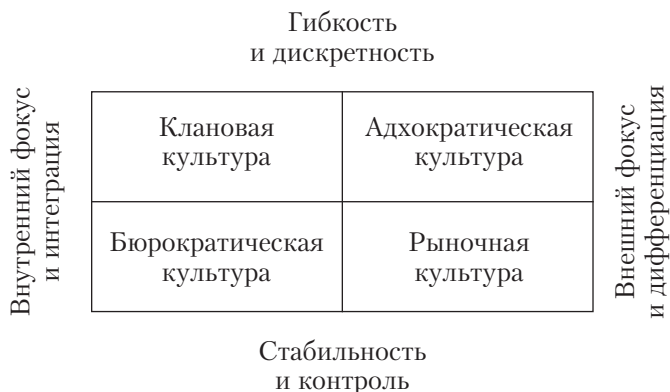 Гибкость
и дискретность
Внутренний фокус
и интеграция
Клановая
культура
Адхократическая
культура
Бюрократическая
культура
Рыночная
культура
Внешний фокус
и дифференциация
Стабильность
и контроль